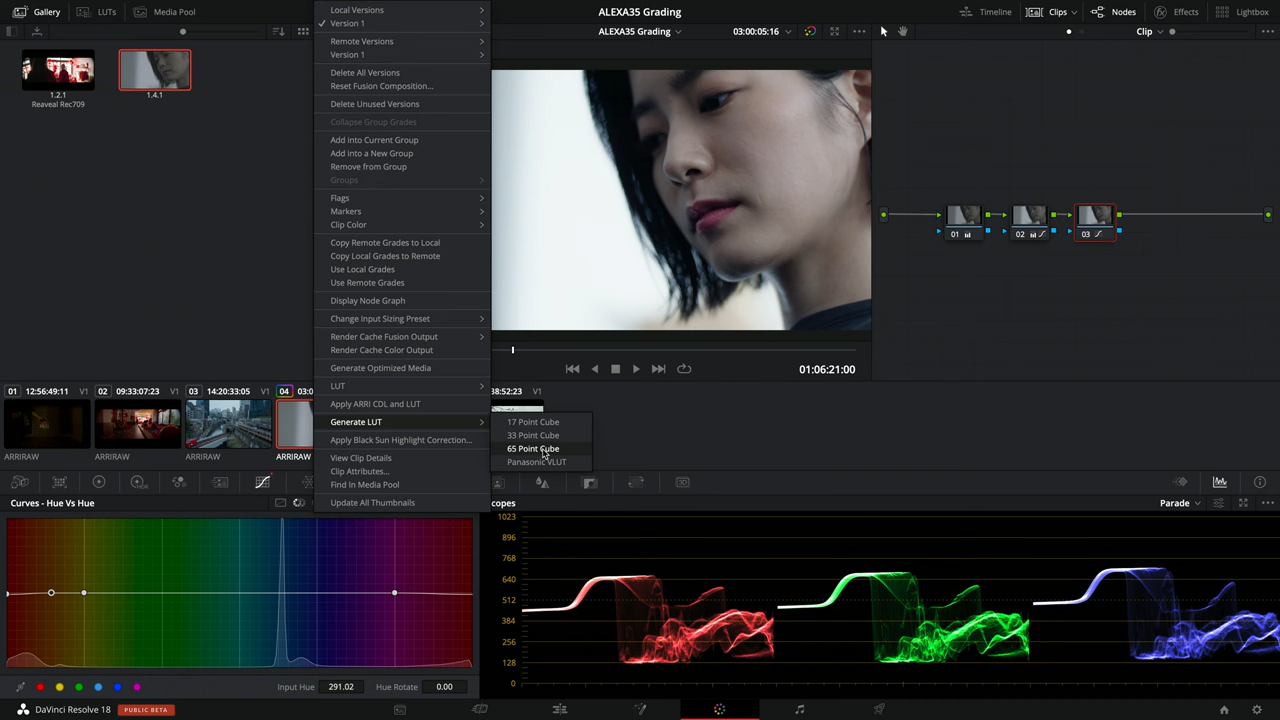 Gallery
LUTs
Media Pool
ALEXA35 Grading
Timeline
Clips
Nodes
Effects
Lightbox
ALEXA35 Grading
03:00:05:16
Clip
1.2.1
Reaveal Rec709
1.4.1
Local Versions
Version 1
Remote Versions
Version 1
Delete All Versions
Reset Fusion Composition...
Delete Unused Versions
Collapse Group Grades
Add into Current Group
Add into a New Group
Remove from Group
Groups
Flags
Markers
Clip Color
Copy Remote Grades to Local
Copy Local Grades to Remote
Use Local Grades
Use Remote Grades
Display Node Graph
Change Input Sizing Preset
Render Cache Fusion Output
Render Cache Color Output
Generate Optimized Media
LUT
Apply ARRI CDL and LUT
Generate LUT
Apply Black Sun Highlight Correction...
View Clip Details
Clip Attributes...
Find In Media Pool
Update All Thumbnails
17 Point Cube
33 Point Cube
65 Point Cube
Panasonic VLUT
01
02
03
01:06:21:00
01 12:56:49:11 V1
02 09:33:07:23 V1
03 14:20:33:05 V1
04 03:0
38:52:23 V1
ARRIRAW
ARRIRAW
ARRIRAW
ARRIRAW
Curves - Hue Vs Hue
copes
Parade
1023
896
768
640
512
384
256
128
0
Input Hue 291.02
Hue Rotate 0.00
DaVinci Resolve 18
PUBLIC BETA